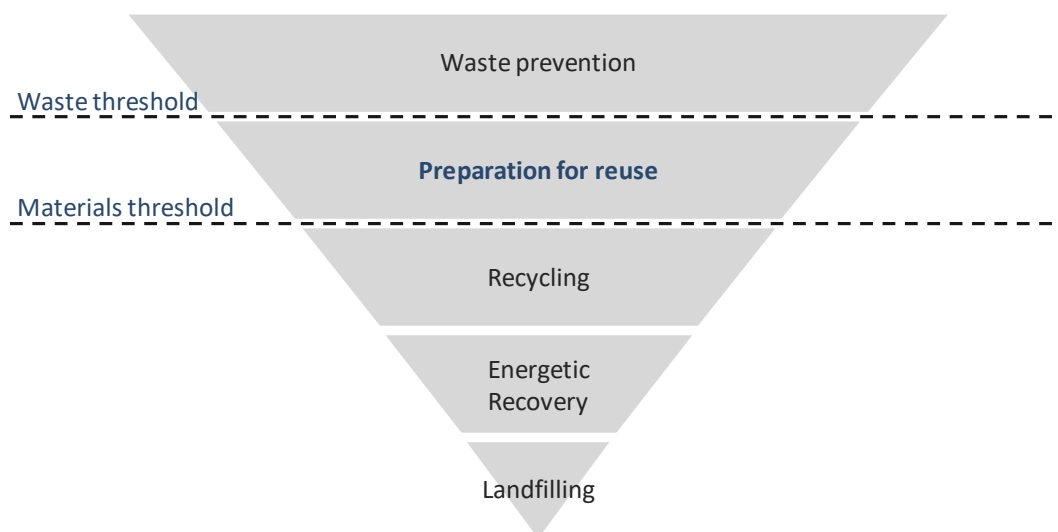 Waste prevention
Waste threshold
Preparation for reuse
Materials threshold
Recycling
Energetic
Recovery
Landfilling